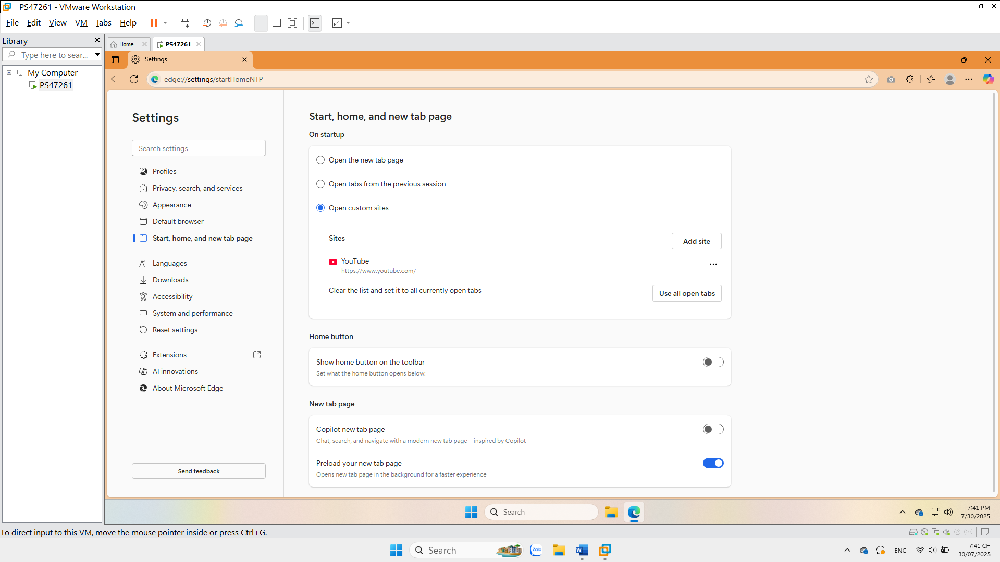 PS47261 - VMware Workstation
File Edit View VM Tabs Help
Library
Type here to sear...
My Computer
PS47261
Home
PS47261
Settings
edge://settings/startHomeNTP
Settings
Search settings
Profiles
Privacy, search, and services
Appearance
Default browser
Start, home, and new tab page
Languages
Downloads
Accessibility
System and performance
Reset settings
Extensions
AI innovations
About Microsoft Edge
Send feedback
Start, home, and new tab page
On startup
Open the new tab page
Open tabs from the previous session
Open custom sites
Sites
Add site
YouTube
https://www.youtube.com/
Clear the list and set it to all currently open tabs
Use all open tabs
Home button
Show home button on the toolbar
Set what the home button opens below:
New tab page
Copilot new tab page
Chat, search, and navigate with a modern new tab page—inspired by Copilot
Preload your new tab page
Opens new tab page in the background for a faster experience
Search
7:41 PM
7/30/2025
To direct input to this VM, move the mouse pointer inside or press Ctrl+G.
Search
Zalo
ENG
7:41 CH
30/07/2025